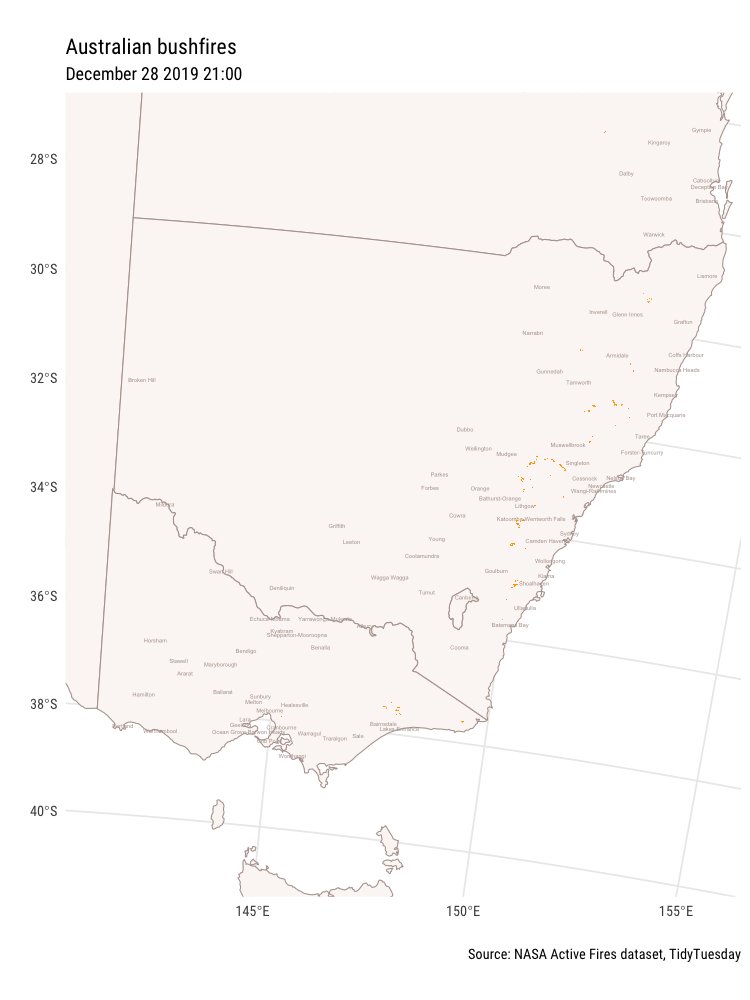 Australian bushfires
December 28 2019 21:00
Gympie
28°S
Kingaroy
Dalby
Caboolture
Deception Bay
Toowoomba
Brisbane
Warwick
30°S
Lismore
Moree
Inverell
Glenn Innes
Grafton
Narrabri
Coffs Harbour
Armidale
Nambucca Heads
Gunnedah
32°S
Broken Hill
Tamworth
Kempsey
Port Macquarie
Dubbo
Taree
Muswellbrook
Wellington
Forster-Tuncurry
Mudgee
Singleton
Parkes
Cessnock
Nelson Bay
34°S
Forbes
Orange
Newcastle
Wangi-Rathmines
Bathurst-Orange
Mildura
Lithgow
Cowra
Katoomba-Wentworth Falls
Griffith
Sydney
Leeton
Young
Camden Haven
Cootamundra
Wollongong
Swan Hill
Goulburn
Wagga Wagga
Kiama
Shoalhaven
Deniliquin
Tumut
36°S
Canberra
Ulladulla
Echuca-Moama
Yarrawonga-Mulwala
Albury
Batemans Bay
Kyabram
Shepparton-Mooroopna
Horsham
Benalla
Cooma
Bendigo
Stawell
Maryborough
Ararat
Hamilton
Ballarat
Sunbury
Melton
Healesville
38°S
Melbourne
Lara
Bairnsdale
Portland
Warrnambool
Geelong
Cranbourne
Lakes Entrance
Ocean Grove-Barwon Heads
Warragul
Traralgon
Sale
Wonthaggi
40°S
145°E
150°E
155°E
Source: NASA Active Fires dataset, TidyTuesday